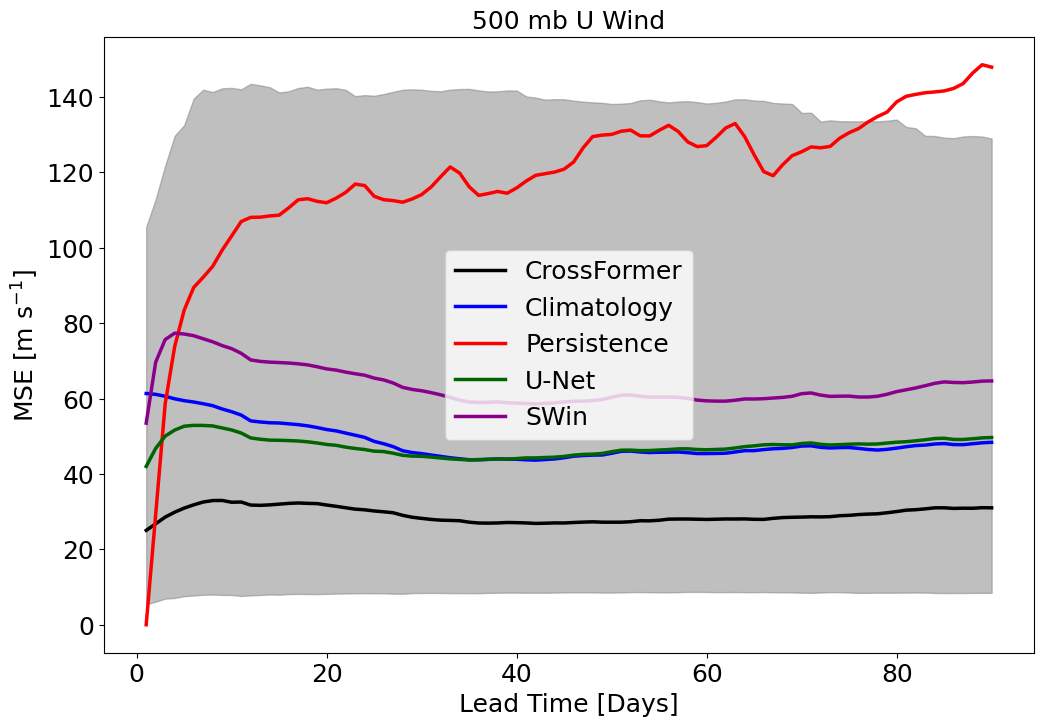 500 mb U Wind
MSE [m s⁻¹]
140
120
100
80
60
40
20
0
CrossFormer
Climatology
Persistence
U-Net
SWin
0 20 40 60 80
Lead Time [Days]